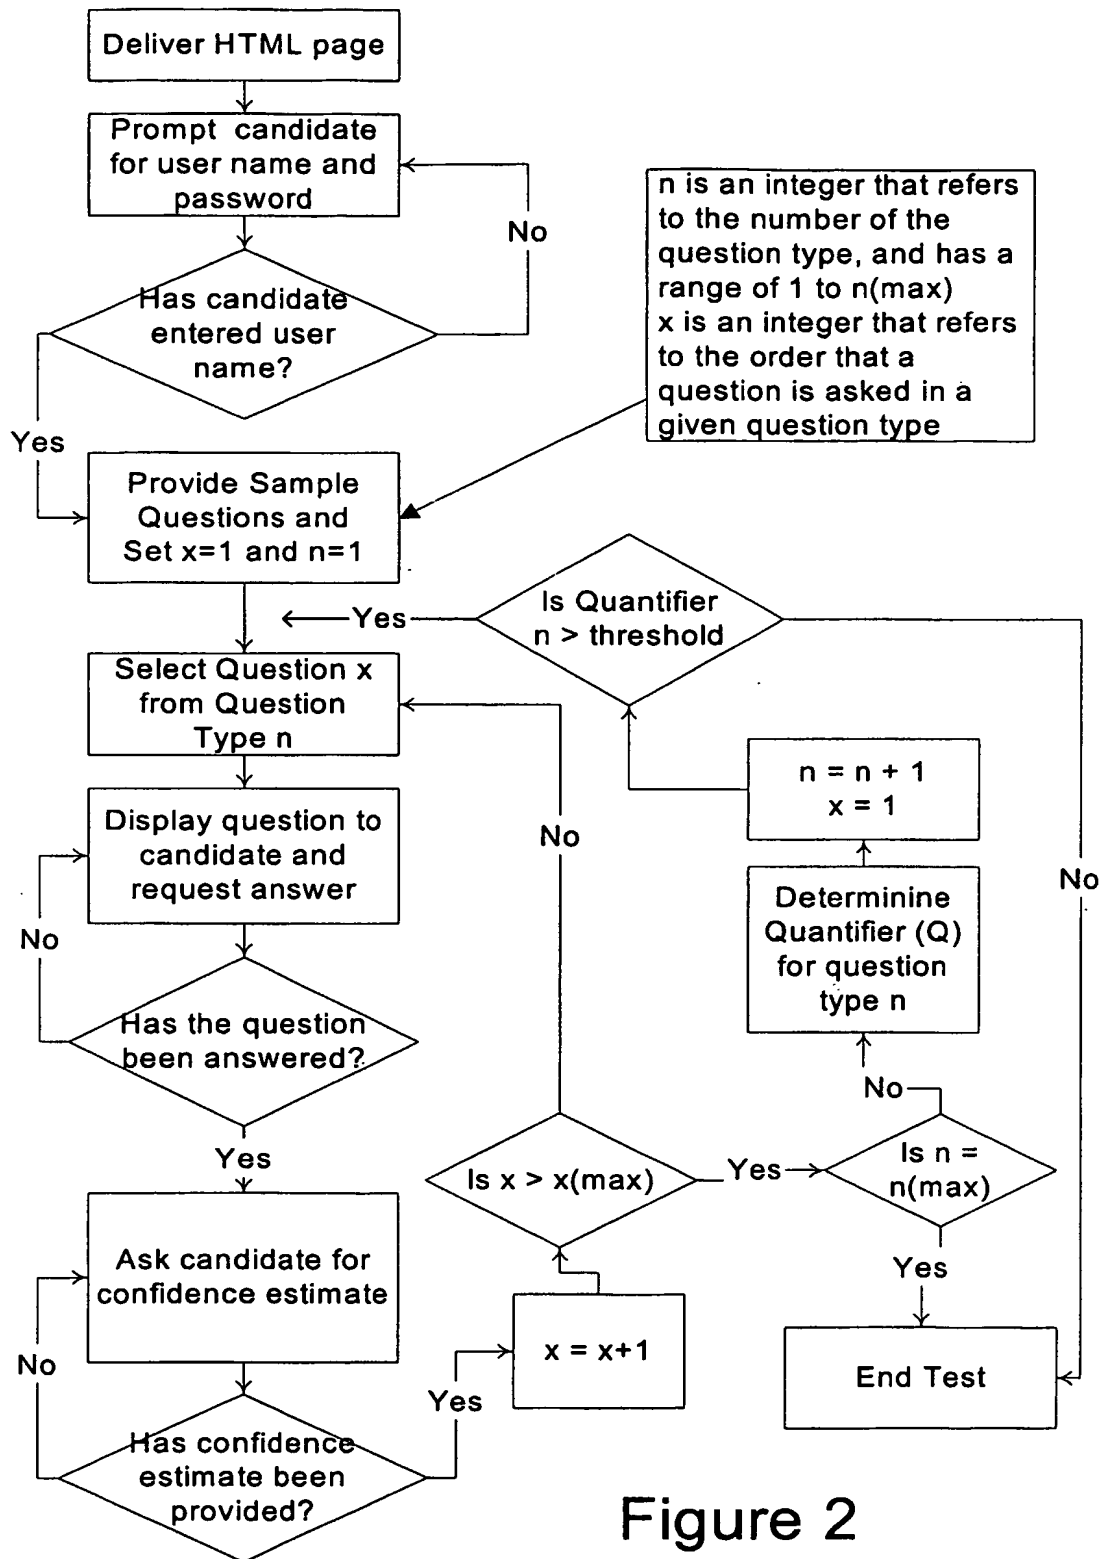 Deliver HTML page
Prompt candidate
for user name and
password
No
Has candidate
entered user
name?
Yes
n is an integer that refers
to the number of the
question type, and has a
range of 1 to n(max)
x is an integer that refers
to the order that a
question is asked in a
given question type
Provide Sample
Questions and
Set x=1 and n=1
Yes
Is Quantifier
n > threshold
Select Question x
from Question
Type n
No
n = n + 1
x = 1
No
Display question to
candidate and
request answer
No
Determinine
Quantifier (Q)
for question
type n
Has the question
been answered?
Yes
No
Is x > x(max)
Yes
Is n =
n(max)
Yes
Ask candidate for
confidence estimate
No
x = x+1
Yes
End Test
Has confidence
estimate been
provided?
Figure 2